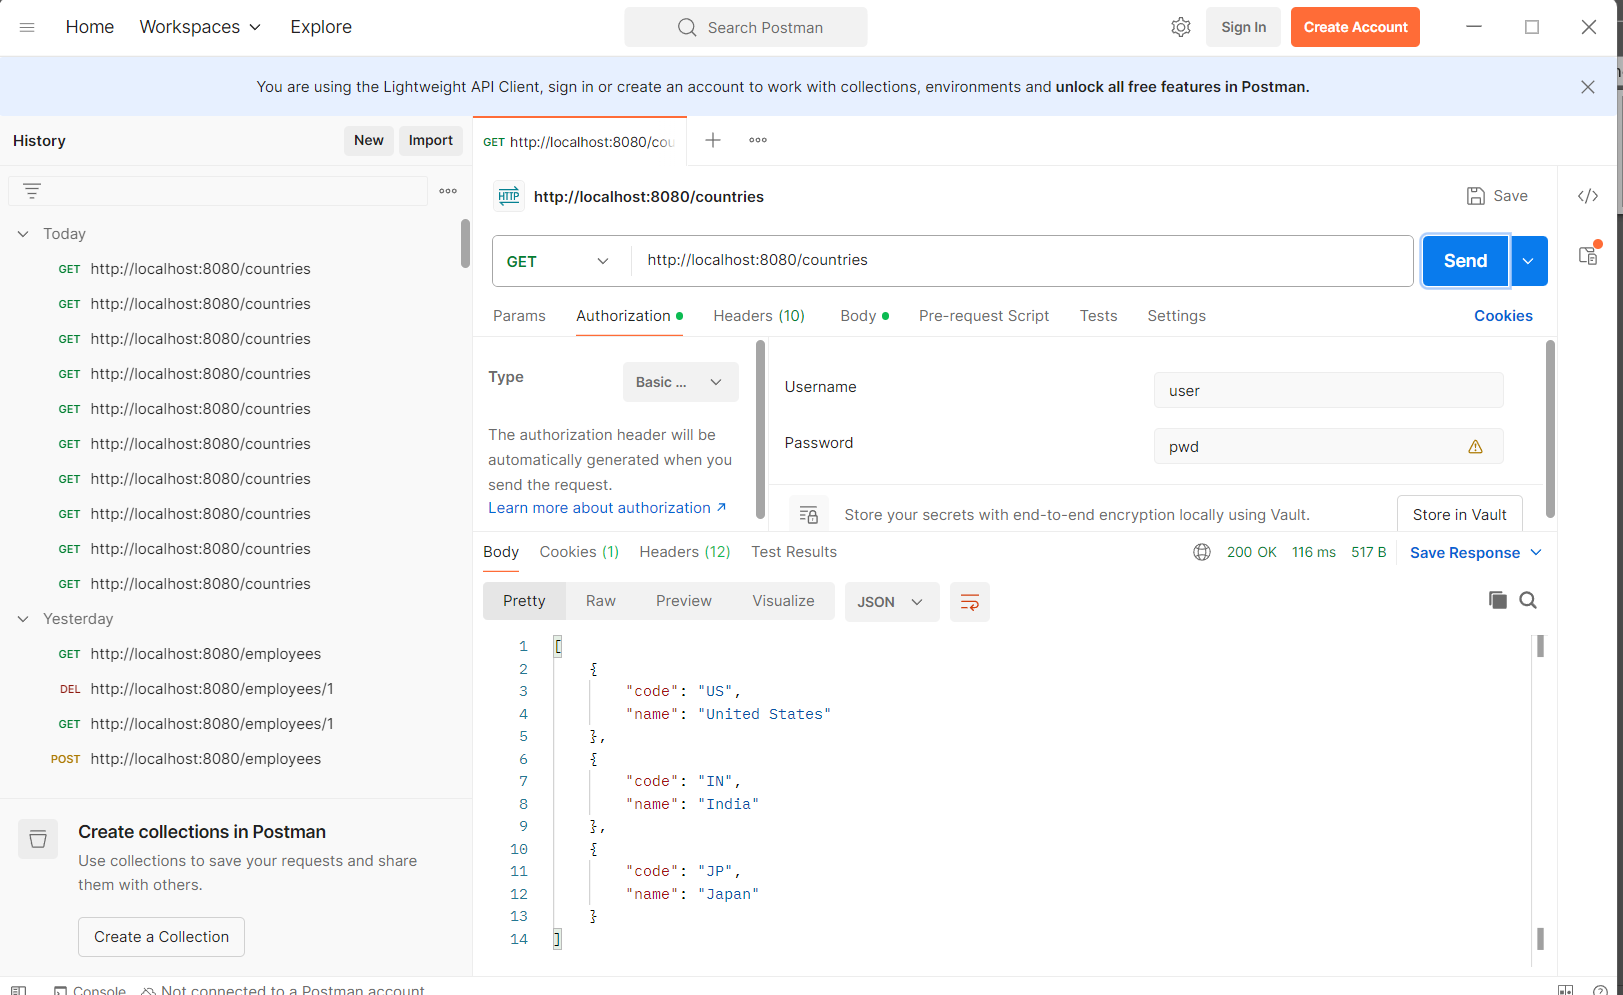 Home Workspaces Explore
Search Postman
Sign In Create Account
You are using the Lightweight API Client, sign in or create an account to work with collections, environments and unlock all free features in Postman.
History New Import
Today
GET http://localhost:8080/countries
GET http://localhost:8080/countries
GET http://localhost:8080/countries
GET http://localhost:8080/countries
GET http://localhost:8080/countries
GET http://localhost:8080/countries
GET http://localhost:8080/countries
GET http://localhost:8080/countries
GET http://localhost:8080/countries
GET http://localhost:8080/countries
Yesterday
GET http://localhost:8080/employees
DEL http://localhost:8080/employees/1
GET http://localhost:8080/employees/1
POST http://localhost:8080/employees
Create collections in Postman
Use collections to save your requests and share
them with others.
Create a Collection
GET http://localhost:8080/cou
HTTP http://localhost:8080/countries
Save
GET http://localhost:8080/countries
Send
Params Authorization Headers (10) Body Pre-request Script Tests Settings Cookies
Type Basic ...
The authorization header will be
automatically generated when you
send the request.
Learn more about authorization
Username user
Password pwd
Store your secrets with end-to-end encryption locally using Vault. Store in Vault
Body Cookies (1) Headers (12) Test Results
200 OK 116 ms 517 B Save Response
Pretty Raw Preview Visualize JSON
1 [
2 {
3 "code": "US",
4 "name": "United States"
5 },
6 {
7 "code": "IN",
8 "name": "India"
9 },
10 {
11 "code": "JP",
12 "name": "Japan"
13 }
14 ]
Console Not connected to a Postman account